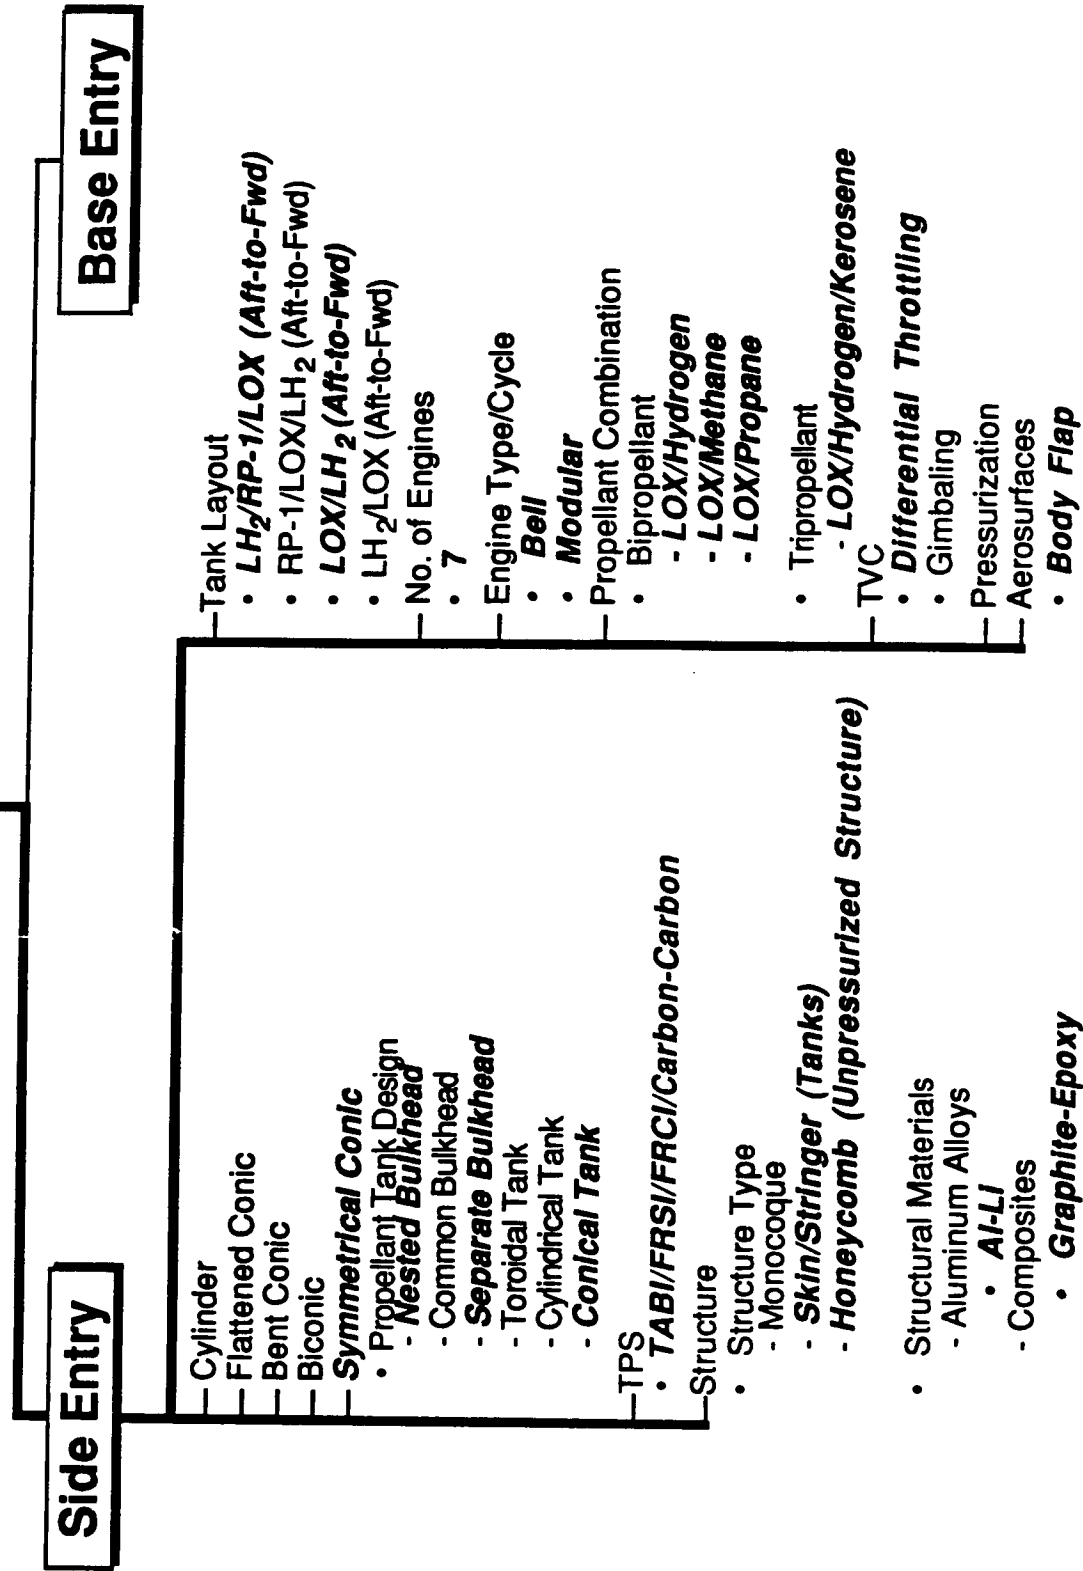 Side Entry
Base Entry
Cylinder
Flattened Conic
Bent Conic
Biconic
Symmetrical Conic
• Propellant Tank Design
- Nested Bulkhead
- Common Bulkhead
- Separate Bulkhead
- Toroidal Tank
- Cylindrical Tank
- Conical Tank
TPS
• TABI/FRSI/FRCI/Carbon-Carbon
Structure
• Structure Type
- Monocoque
- Skin/Stringer (Tanks)
- Honeycomb (Unpressurized Structure)
• Structural Materials
- Aluminum Alloys
• Al-Li
- Composites
• Graphite-Epoxy
Tank Layout
• LH2/RP-1/LOX (Aft-to-Fwd)
• RP-1/LOX/LH2 (Aft-to-Fwd)
• LOX/LH2 (Aft-to-Fwd)
• LH2/LOX (Aft-to-Fwd)
No. of Engines
• 7
Engine Type/Cycle
• Bell
• Modular
Propellant Combination
• Bipropellant
- LOX/Hydrogen
- LOX/Methane
- LOX/Propane
• Tripropellant
- LOX/Hydrogen/Kerosene
TVC
• Differential Throttling
• Gimbaling
Pressurization
Aerosurfaces
• Body Flap